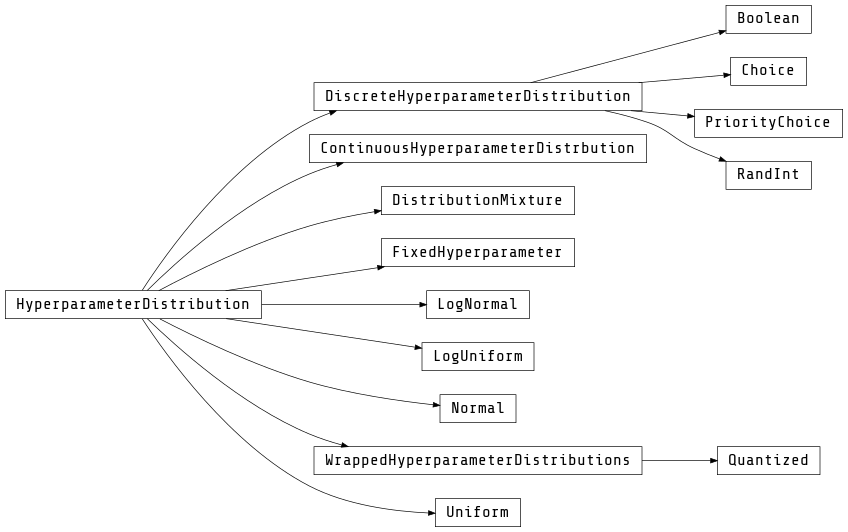 Boolean
Choice
DiscreteHyperparameterDistribution
PriorityChoice
ContinuousHyperparameterDistrbution
RandInt
DistributionMixture
FixedHyperparameter
HyperparameterDistribution
LogNormal
LogUniform
Normal
WrappedHyperparameterDistributions
Quantized
Uniform